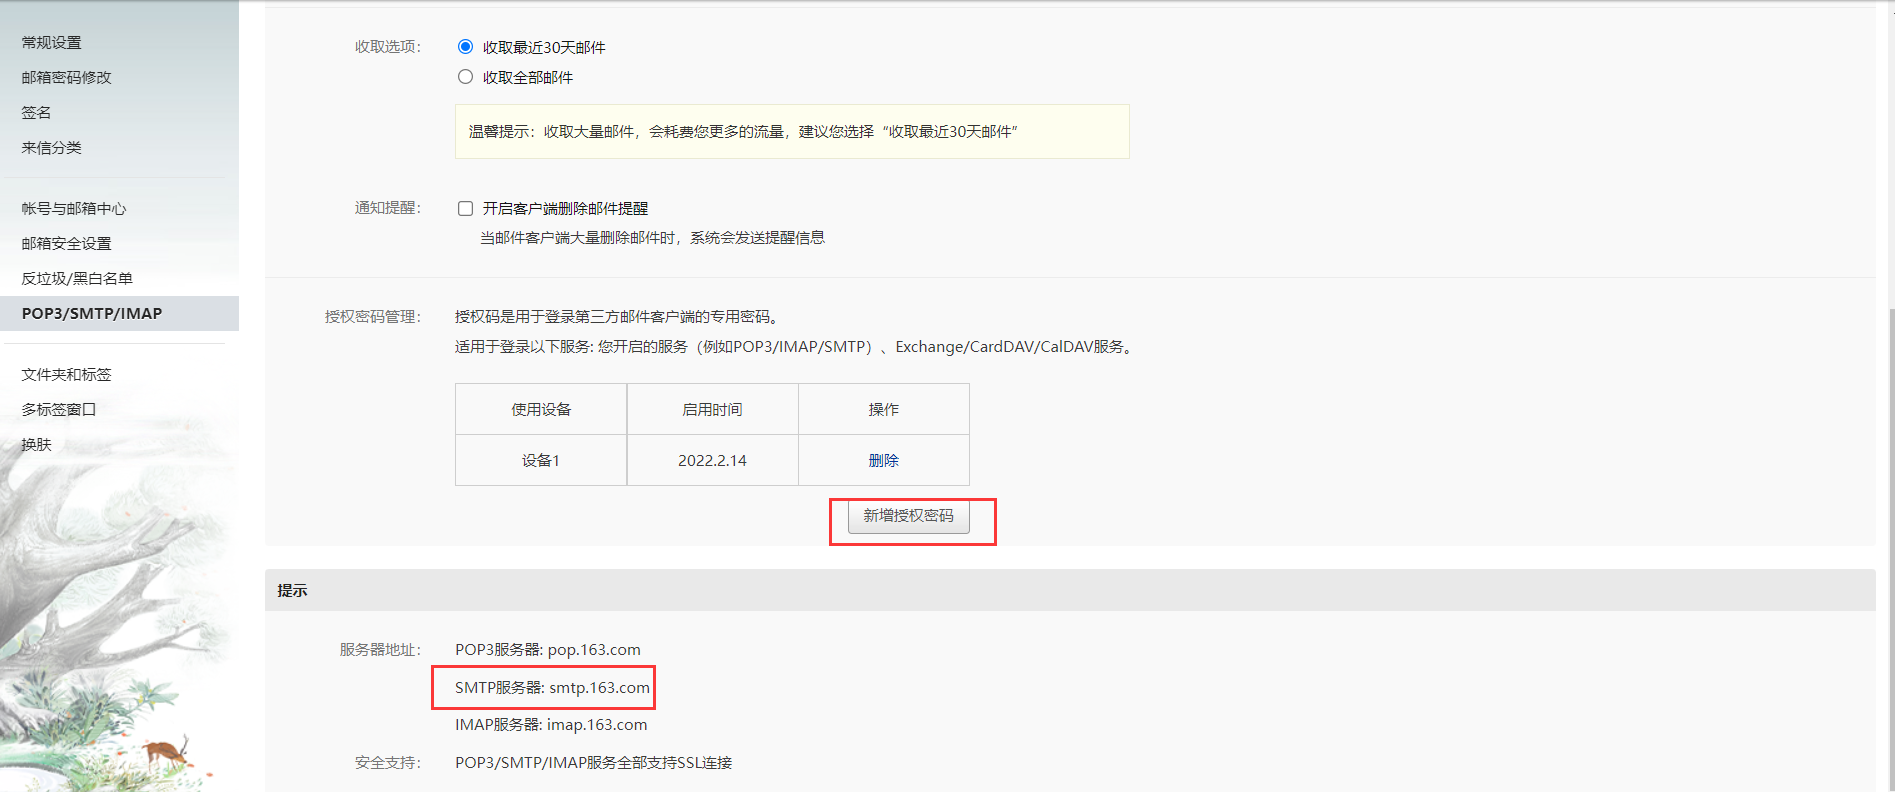 常规设置
邮箱密码修改
签名
来信分类
帐号与邮箱中心
邮箱安全设置
反垃圾/黑白名单
POP3/SMTP/IMAP
文件夹和标签
多标签窗口
换肤
收取选项： 收取最近30天邮件
收取全部邮件
温馨提示：收取大量邮件，会耗费您更多的流量，建议您选择“收取最近30天邮件”
通知提醒： 开启客户端删除邮件提醒
当邮件客户端大量删除邮件时，系统会发送提醒信息
授权密码管理： 授权码是用于登录第三方邮件客户端的专用密码。
适用于登录以下服务: 您开启的服务（例如POP3/IMAP/SMTP）、Exchange/CardDAV/CalDAV服务。
使用设备 启用时间 操作
设备1 2022.2.14 删除
新增授权密码
提示
服务器地址： POP3服务器: pop.163.com
SMTP服务器: smtp.163.com
IMAP服务器: imap.163.com
安全支持： POP3/SMTP/IMAP服务全部支持SSL连接